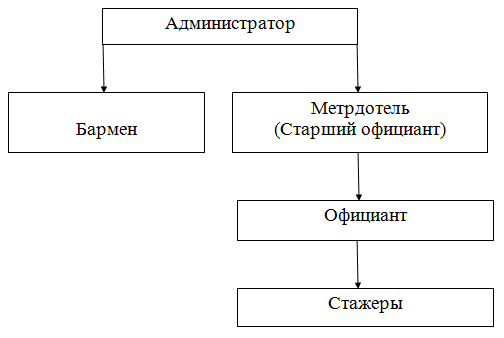 Администратор
Бармен
Метрдотель
(Старший официант)
Официант
Стажеры